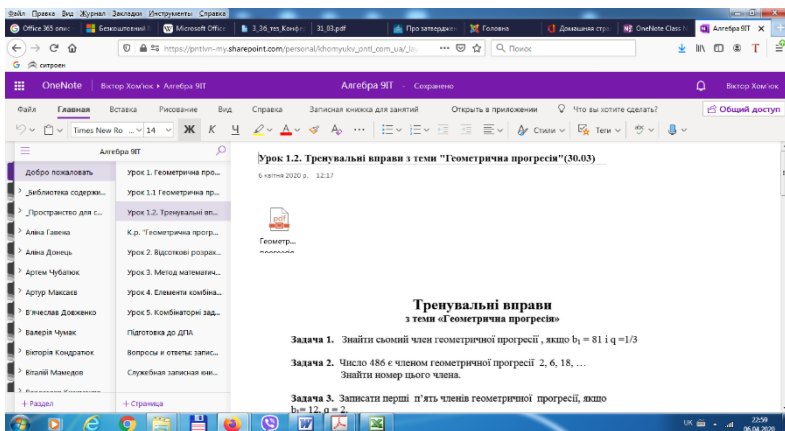 Файл Правка Вид Журнал Закладки Инструменты Справка
Office 365 опис Безкоштовний Microsoft Office 3_36_тез_Конфе 31_03.pdf Про затвердже Головна Домашняя стр OneNote Class N Алгебра 9ІТ
https://pntlvn-my.sharepoint.com/personal/khomyukv_pntl_com_ua/ Поиск
ситроен
OneNote Віктор Хом'юк › Алгебра 9ІТ Алгебра 9ІТ - Сохранено Віктор Хом'юк
Файл Главная Вставка Рисование Вид Справка Записная книжка для занятий Открыть в приложении Что вы хотите сделать? Общий доступ
Times New Ro ... 14 Ж К Ч Стили Теги
Алгебра 9ІТ
Добро пожаловать
_Библиотека содержи...
_Пространство для с...
Аліна Гавена
Аліна Донець
Артем Чубатюк
Артур Максаєв
В'ячеслав Довженко
Валерія Чумак
Вікторія Кондратюк
Віталій Мамедов
+ Раздел
Урок 1. Геометрична про...
Урок 1.1 Геометрична пр...
Урок 1.2. Тренувальні вп...
К.р. "Геометрична прогр...
Урок 2. Відсоткові розрах...
Урок 3. Метод математич...
Урок 4. Елементи комбіна...
Урок 5. Комбінаторні зад...
Підготовка до ДПА
Вопросы и ответы: запис...
Служебная записная кни...
+ Страница
Урок 1.2. Тренувальні вправи з теми "Геометрична прогресія"(30.03)
6 квітня 2020 р. 12:17
pdf
Геометр...
Тренувальні вправи
з теми «Геометрична прогресія»
Задача 1. Знайти сьомий член геометричної прогресії , якщо b₁ = 81 і q =1/3
Задача 2. Число 486 є членом геометричної прогресії 2, 6, 18, …
Знайти номер цього члена.
Задача 3. Записати перші п'ять членів геометричної прогресії, якщо
b₁= 12, q = 2.
UK 22:59
06.04.2020